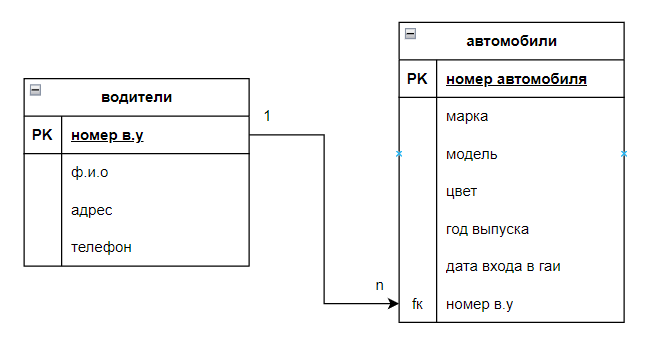 водители
PK номер в.у
ф.и.о
адрес
телефон
1
n
автомобили
PK номер автомобиля
марка
модель
цвет
год выпуска
дата входа в гаи
fк номер в.у